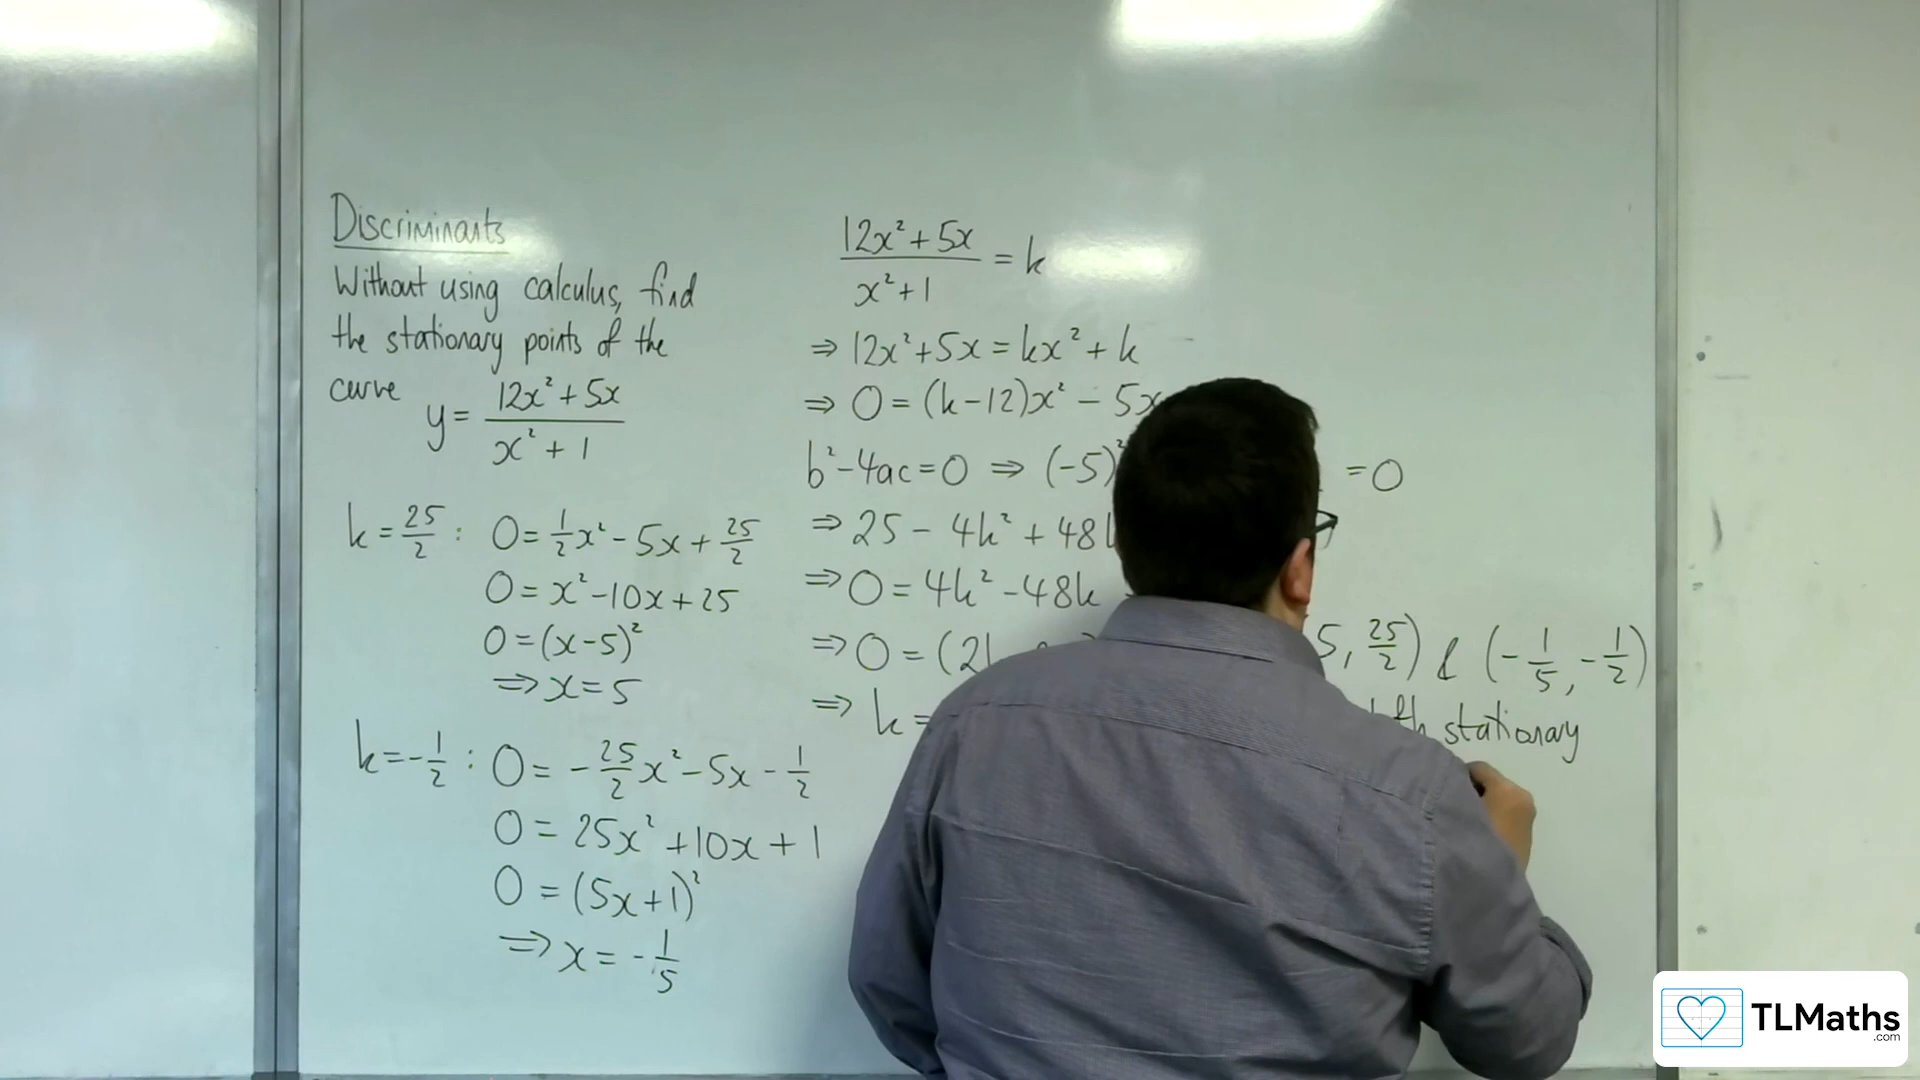 Discriminants
Without using calculus, find
the stationary points of the
curve y = (12x² + 5x)/(x² + 1)
k = 25/2 : 0 = 1/2x² - 5x + 25/2
0 = x² - 10x + 25
0 = (x - 5)²
⇒ x = 5
k = -1/2 : 0 = -25/2x² - 5x - 1/2
0 = 25x² + 10x + 1
0 = (5x + 1)²
⇒ x = -1/5
(12x² + 5x)/(x² + 1) = k
⇒ 12x² + 5x = kx² + k
⇒ 0 = (k - 12)x² - 5x
b² - 4ac = 0 ⇒ (-5)² = 0
⇒ 25 - 4k² + 48
⇒ 0 = 4k² - 48k
⇒ 0 = (2
⇒ k =
5, 25/2) & (-1/5, -1/2)
stationary
TLMaths
.com